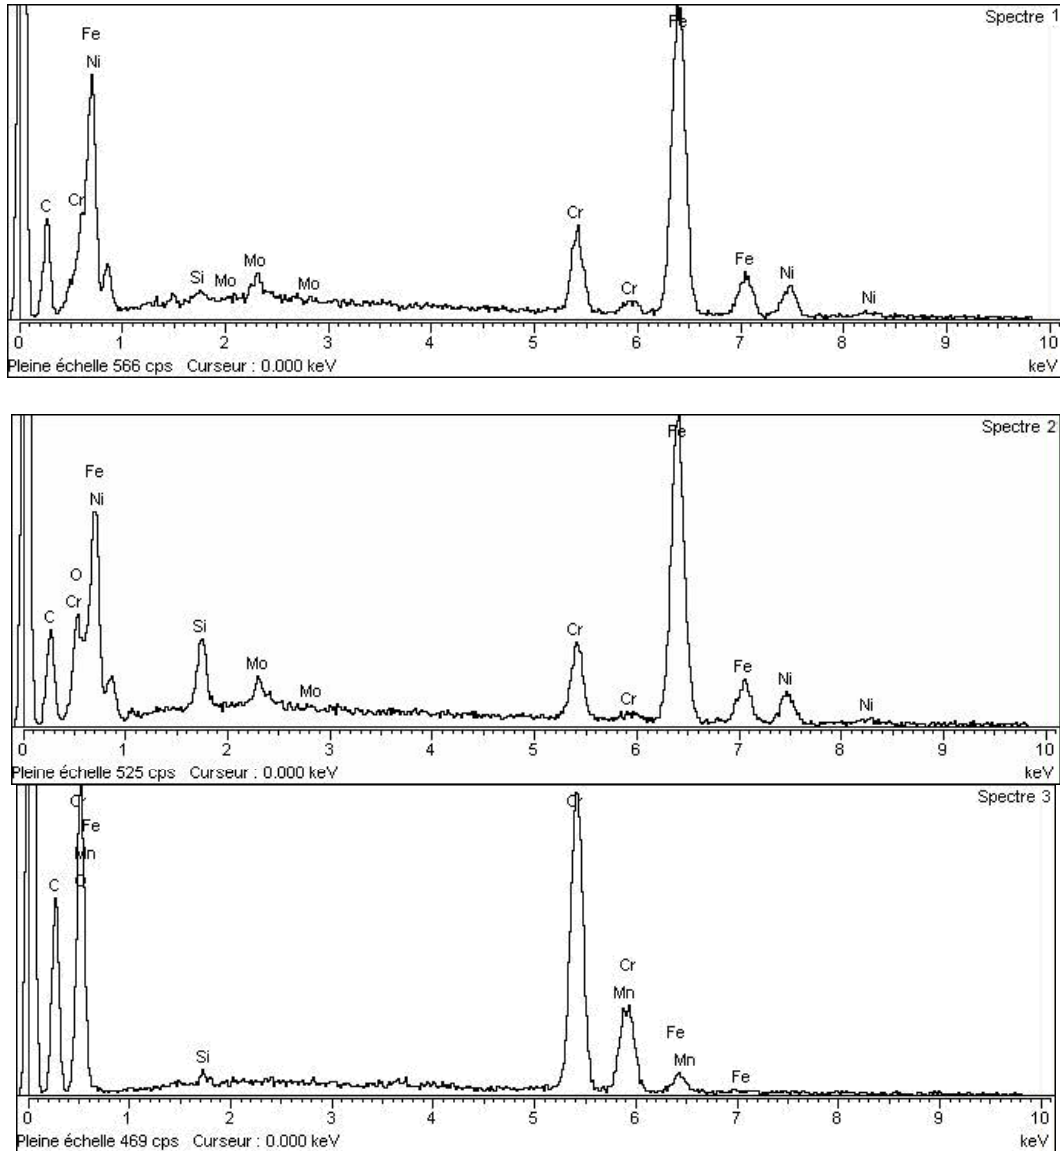 Spectre 1
Fe
Fe
Ni
C
Cr
Si
Mo
Mo
Mo
Cr
Cr
Fe
Ni
Ni
0 1 2 3 4 5 6 7 8 9 10
Pleine échelle 566 cps Curseur : 0.000 keV
keV
Spectre 2
Fe
Fe
Ni
O
Cr
C
Si
Mo
Mo
Cr
Cr
Fe
Ni
Ni
0 1 2 3 4 5 6 7 8 9 10
Pleine échelle 525 cps Curseur : 0.000 keV
keV
Spectre 3
Cr
Cr
Fe
Mn
C
Si
Cr
Mn
Fe
Mn
Fe
0 1 2 3 4 5 6 7 8 9 10
Pleine échelle 469 cps Curseur : 0.000 keV
keV